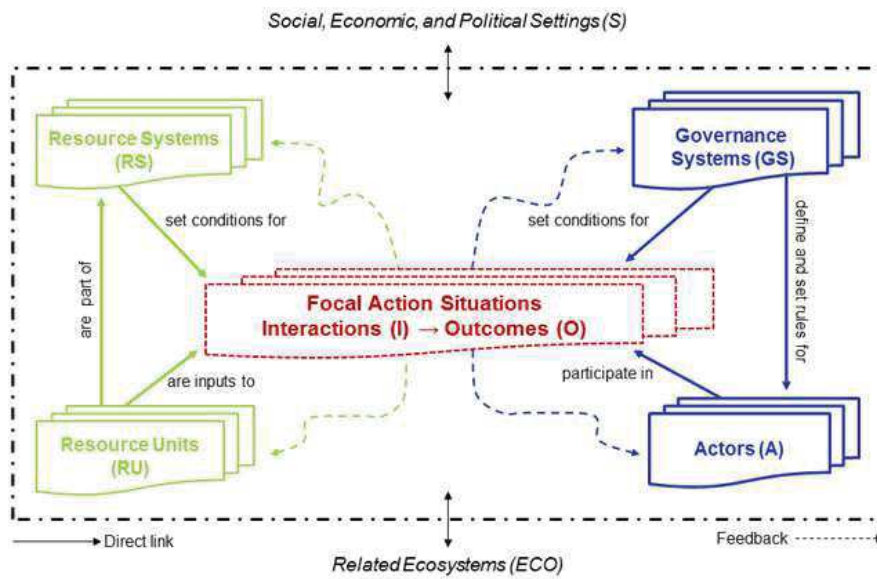 Social, Economic, and Political Settings (S)
Resource Systems
(RS)
Governance
Systems (GS)
set conditions for
set conditions for
are part of
define and set rules for
Focal Action Situations
Interactions (I) → Outcomes (O)
are inputs to
participate in
Resource Units
(RU)
Actors (A)
Direct link
Feedback
Related Ecosystems (ECO)